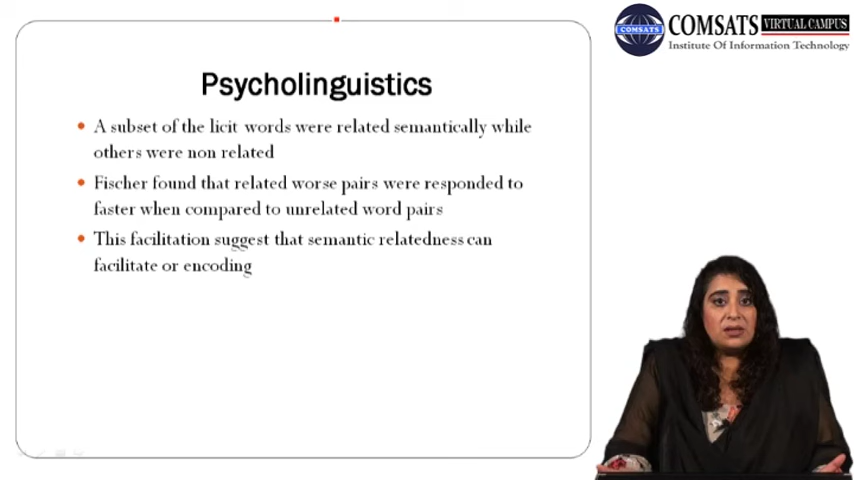 COMSATS VIRTUAL CAMPUS
COMSATS
Institute Of Information Technology
Psycholinguistics
A subset of the licit words were related semantically while
others were non related
Fischer found that related worse pairs were responded to
faster when compared to unrelated word pairs
This facilitation suggest that semantic relatedness can
facilitate or encoding